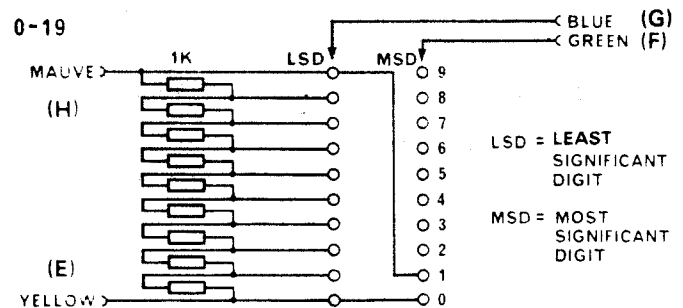 BLUE (G)
0-19
GREEN (F)
1K LSD MSD
MAUVE 9
8
(H)
7
6 LSD = LEAST
SIGNIFICANT
DIGIT
5
4
3 MSD = MOST
SIGNIFICANT
DIGIT
2
(E) 1
YELLOW 0